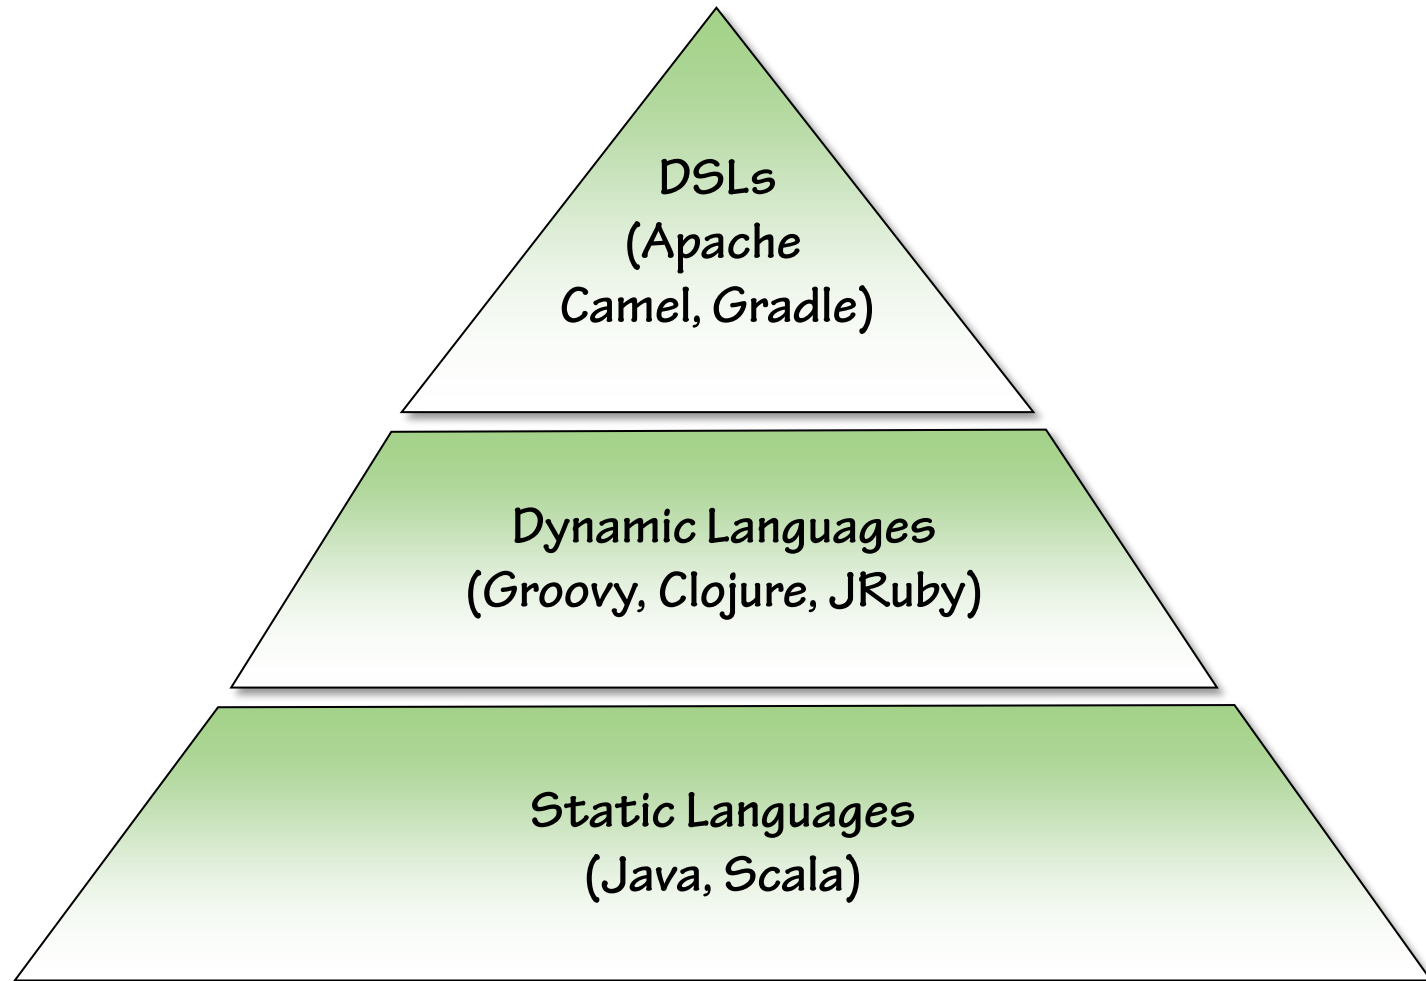 DSLs
(Apache
Camel, Gradle)
Dynamic Languages
(Groovy, Clojure, JRuby)
Static Languages
(Java, Scala)